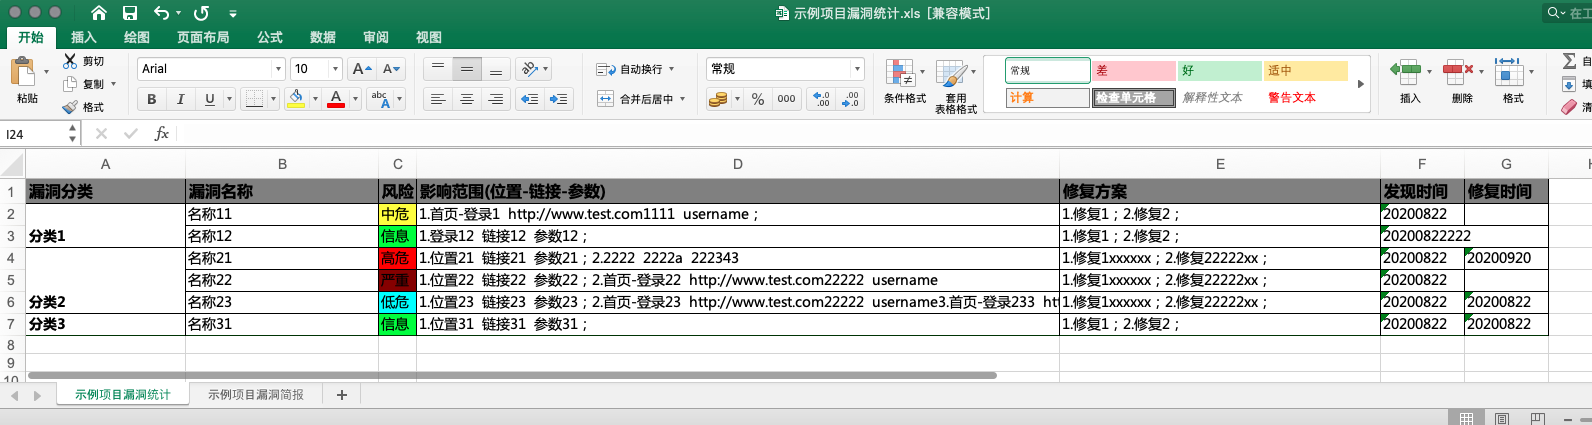 示例项目漏洞统计.xls [兼容模式]
在工
开始 插入 绘图 页面布局 公式 数据 审阅 视图
粘贴 剪切 复制 格式
Arial 10 A A
B I U A abc A
自动换行
合并后居中
常规
% 000 .0 .00 .00 .0
条件格式 套用 表格格式
常规 差 好 适中
计算 检查单元格 解释性文本 警告文本
插入 删除 格式
自
填
清
I24 fx
A B C D E F G H
1 漏洞分类 漏洞名称 风险 影响范围(位置-链接-参数) 修复方案 发现时间 修复时间
2 名称11 中危 1.首页-登录1 http://www.test.com1111 username； 1.修复1；2.修复2； 20200822
3 分类1 名称12 信息 1.登录12 链接12 参数12； 1.修复1；2.修复2； 20200822222
4 名称21 高危 1.位置21 链接21 参数21；2.2222 2222a 222343 1.修复1xxxxxx；2.修复22222xx； 20200822 20200920
5 名称22 严重 1.位置22 链接22 参数22；2.首页-登录22 http://www.test.com22222 username 1.修复1xxxxxx；2.修复22222xx； 20200822
6 分类2 名称23 低危 1.位置23 链接23 参数23；2.首页-登录23 http://www.test.com22222 username3.首页-登录233 ht 1.修复1xxxxxx；2.修复22222xx； 20200822 20200822
7 分类3 名称31 信息 1.位置31 链接31 参数31； 1.修复1；2.修复2； 20200822 20200822
8
9
10
示例项目漏洞统计 示例项目漏洞简报 +